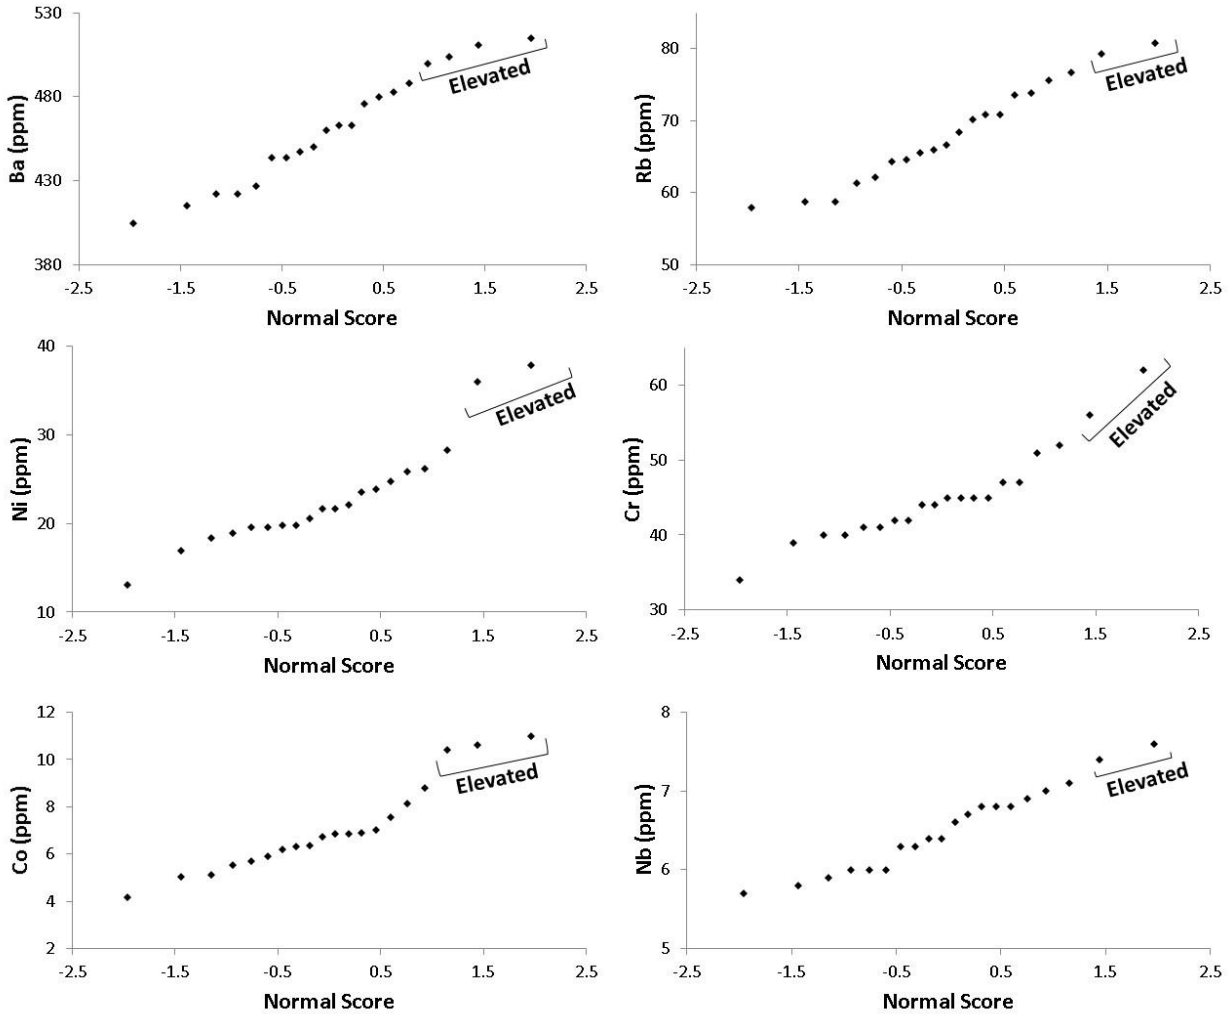 530
480
430
380
Ba (ppm)
-2.5 -1.5 -0.5 0.5 1.5 2.5
Normal Score
Elevated
80
70
60
50
Rb (ppm)
-2.5 -1.5 -0.5 0.5 1.5 2.5
Normal Score
Elevated
40
30
20
10
Ni (ppm)
-2.5 -1.5 -0.5 0.5 1.5 2.5
Normal Score
Elevated
60
50
40
30
Cr (ppm)
-2.5 -1.5 -0.5 0.5 1.5 2.5
Normal Score
Elevated
12
10
8
6
4
2
Co (ppm)
-2.5 -1.5 -0.5 0.5 1.5 2.5
Normal Score
Elevated
8
7
6
5
Nb (ppm)
-2.5 -1.5 -0.5 0.5 1.5 2.5
Normal Score
Elevated